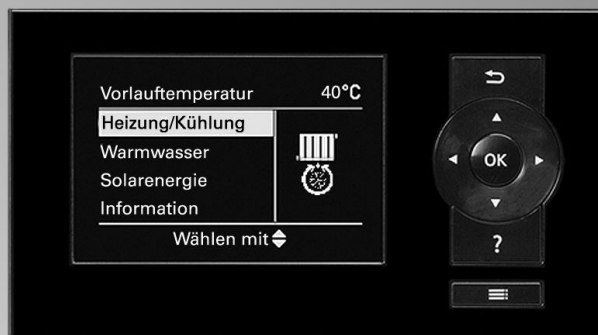 Vorlauftemperatur 40°C
Heizung/Kühlung
Warmwasser
Solarenergie
Information
Wählen mit
OK
?